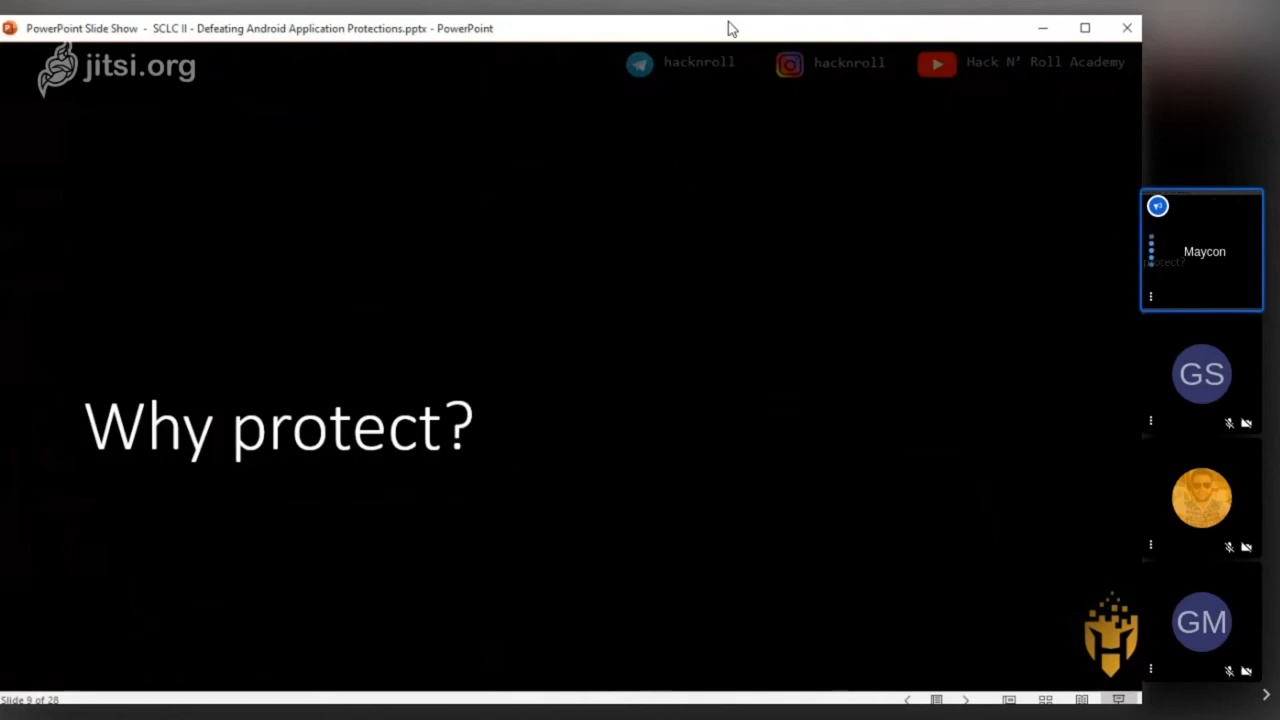 PowerPoint Slide Show - SCLC II - Defeating Android Application Protections.pptx - PowerPoint
jitsi.org
hacknroll
hacknroll
Hack N' Roll Academy
Maycon
protect?
GS
Why protect?
GM
Slide 9 of 28